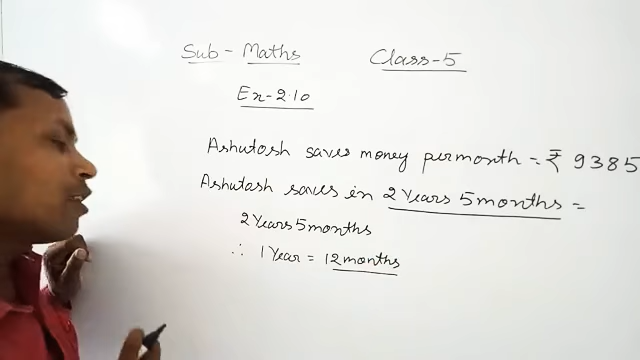 Sub - Maths Class-5
Ex-2.10
Ashutosh saves money per month = ₹ 9385
Ashutosh saves in 2 Years 5 months =
2 Years 5 months
∴ 1 Year = 12 months